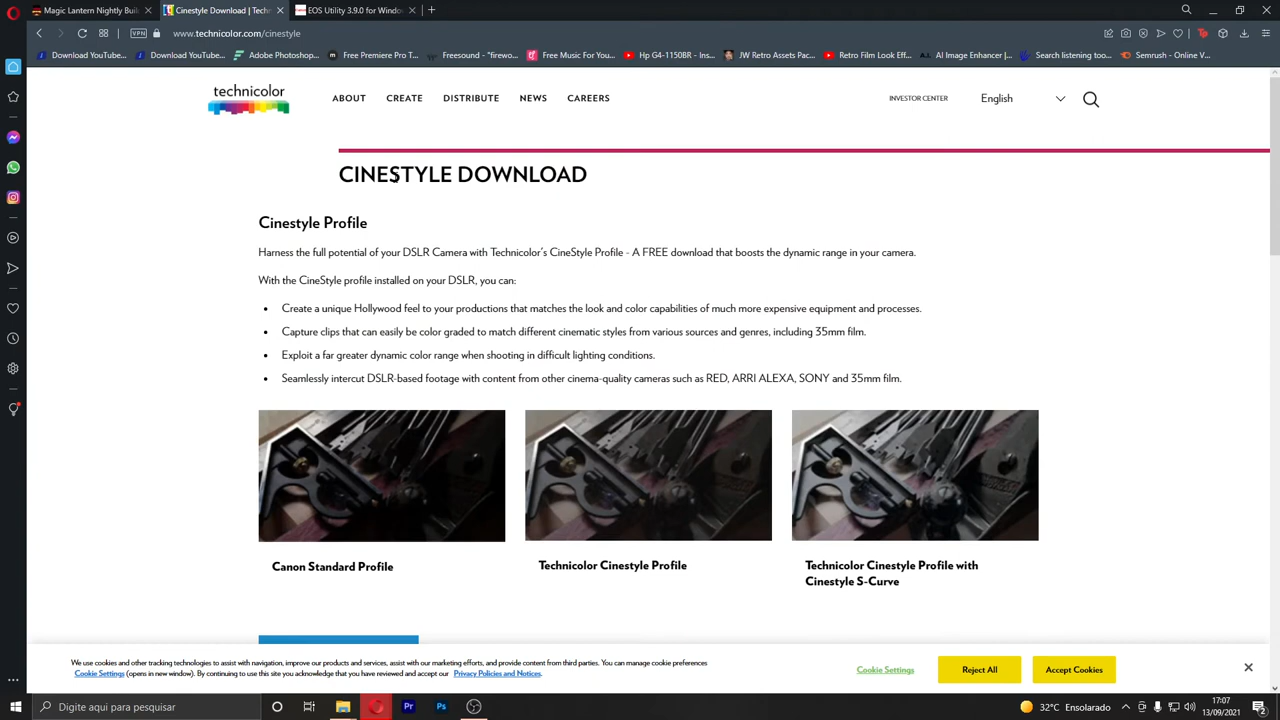 Magic Lantern Nightly Buil
EOS Utility 3
VPN www.technicolor.com/cinestyle
Download YouTube...
Download YouTube...
Adobe Photoshop...
Free Premiere Pro T...
Freesound - "firewo...
Free Music For You...
Hp G4-1150BR - Ins...
JW Retro Assets Pac...
Retro Film Look Eff...
AI Image Enhancer |...
Search listening too...
Semrush - Online V...
technicolor
ABOUT
CREATE
DISTRIBUTE
NEWS
CAREERS
INVESTOR CENTER
English
CINESTYLE DOWNLOAD
Cinestyle Profile
Harness the full potential of your DSLR Camera with Technicolor's CineStyle Profile - A FREE download that boosts the dynamic range in your camera.
With the CineStyle profile installed on your DSLR, you can:
• Create a unique Hollywood feel to your productions that matches the look and color capabilities of much more expensive equipment and processes.
• Capture clips that can easily be color graded to match different cinematic styles from various sources and genres, including 35mm film.
• Exploit a far greater dynamic color range when shooting in difficult lighting conditions.
• Seamlessly intercut DSLR-based footage with content from other cinema-quality cameras such as RED, ARRI ALEXA, SONY and 35mm film.
Canon Standard Profile
Technicolor Cinestyle Profile
Technicolor Cinestyle Profile with
Cinestyle S-Curve
We use cookies and other tracking technologies to assist with navigation, improve our products and services, assist with our marketing efforts, and provide content from third parties. You can manage cookie preferences
Cookie Settings (opens in new window). By continuing to use this site you acknowledge that you have reviewed and accept our Privacy Policies and Notices.
Cookie Settings
Reject All
Accept Cookies
Digite aqui para pesquisar
Pr
Ps
32°C Ensolarado
17:07
13/09/2021
2